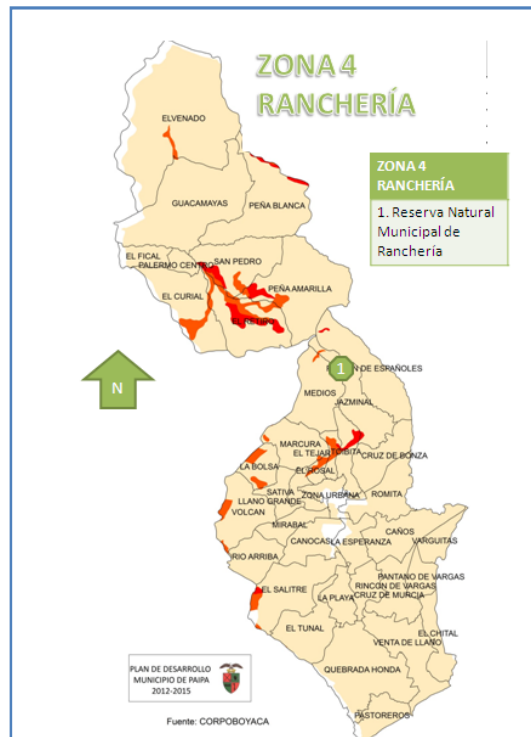 ZONA 4
RANCHERÍA
ZONA 4
RANCHERÍA
1. Reserva Natural
Municipal de
Ranchería
ELVENADO
GUACAMAYAS
PEÑA BLANCA
EL FICAL
PALERMO CENTRO
SAN PEDRO
EL CURIAL
PEÑA AMARILLA
EL RETIRO
N
1
DE ESPAÑOLES
MEDIOS
JAZMINAL
MARCURA
EL TEJAR
CRUZ DE BONZA
LA BOLSA
EL ROSAL
SATIVA
LLANO GRANDE
ZONA URBANA
ROMITA
VOLCAN
MIRABAL
CAÑOS
CANOCAS
LA ESPERANZA
VARGUITAS
RIO ARRIBA
PANTANO DE VARGAS
EL SALITRE
RINCON DE VARGAS
LA PLAYA
CRUZ DE MURCIA
EL TUNAL
EL CHITAL
VENTA DE LLANO
QUEBRADA HONDA
PASTOREROS
PLAN DE DESARROLLO
MUNICIPIO DE PAIPA
2012-2015
Fuente: CORPOBOYACA